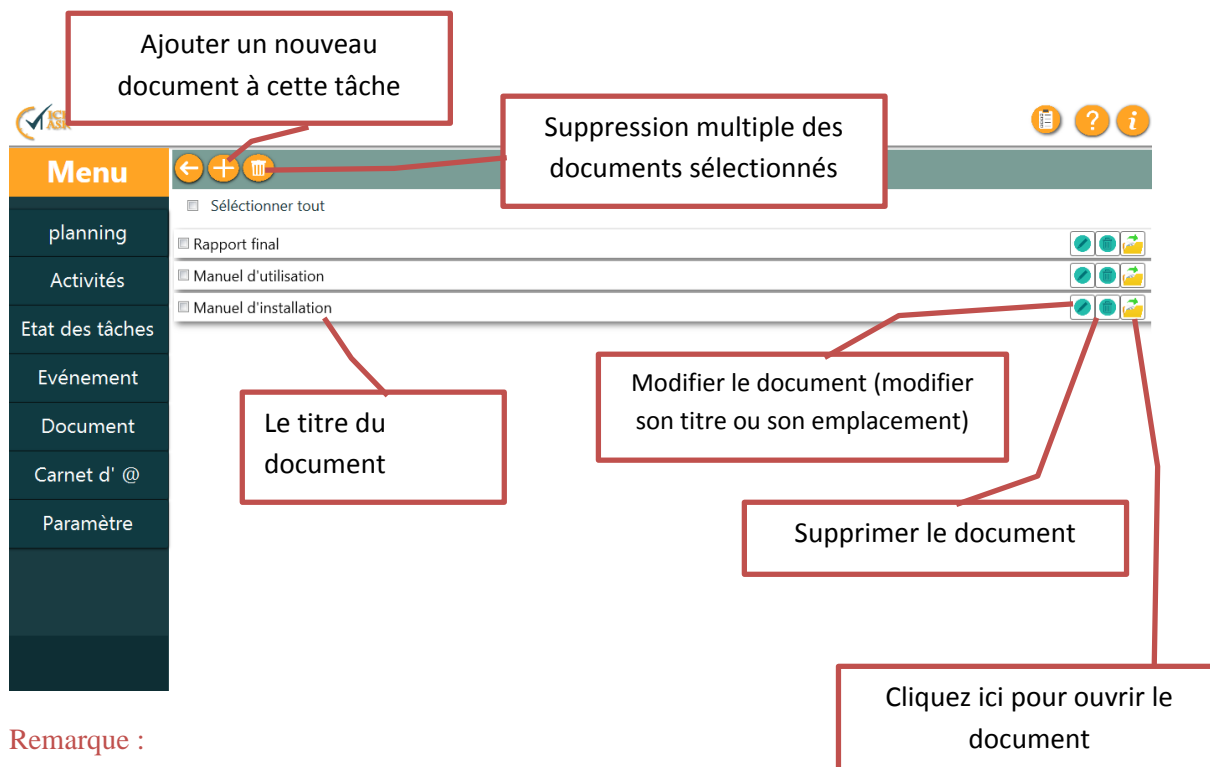 Ajouter un nouveau
document à cette tâche
Suppression multiple des
documents sélectionnés
Menu
Séléctionner tout
planning
Activités
Etat des tâches
Evénement
Document
Carnet d' @
Paramètre
Rapport final
Manuel d'utilisation
Manuel d'installation
Le titre du
document
Modifier le document (modifier
son titre ou son emplacement)
Supprimer le document
Cliquez ici pour ouvrir le
document
Remarque :